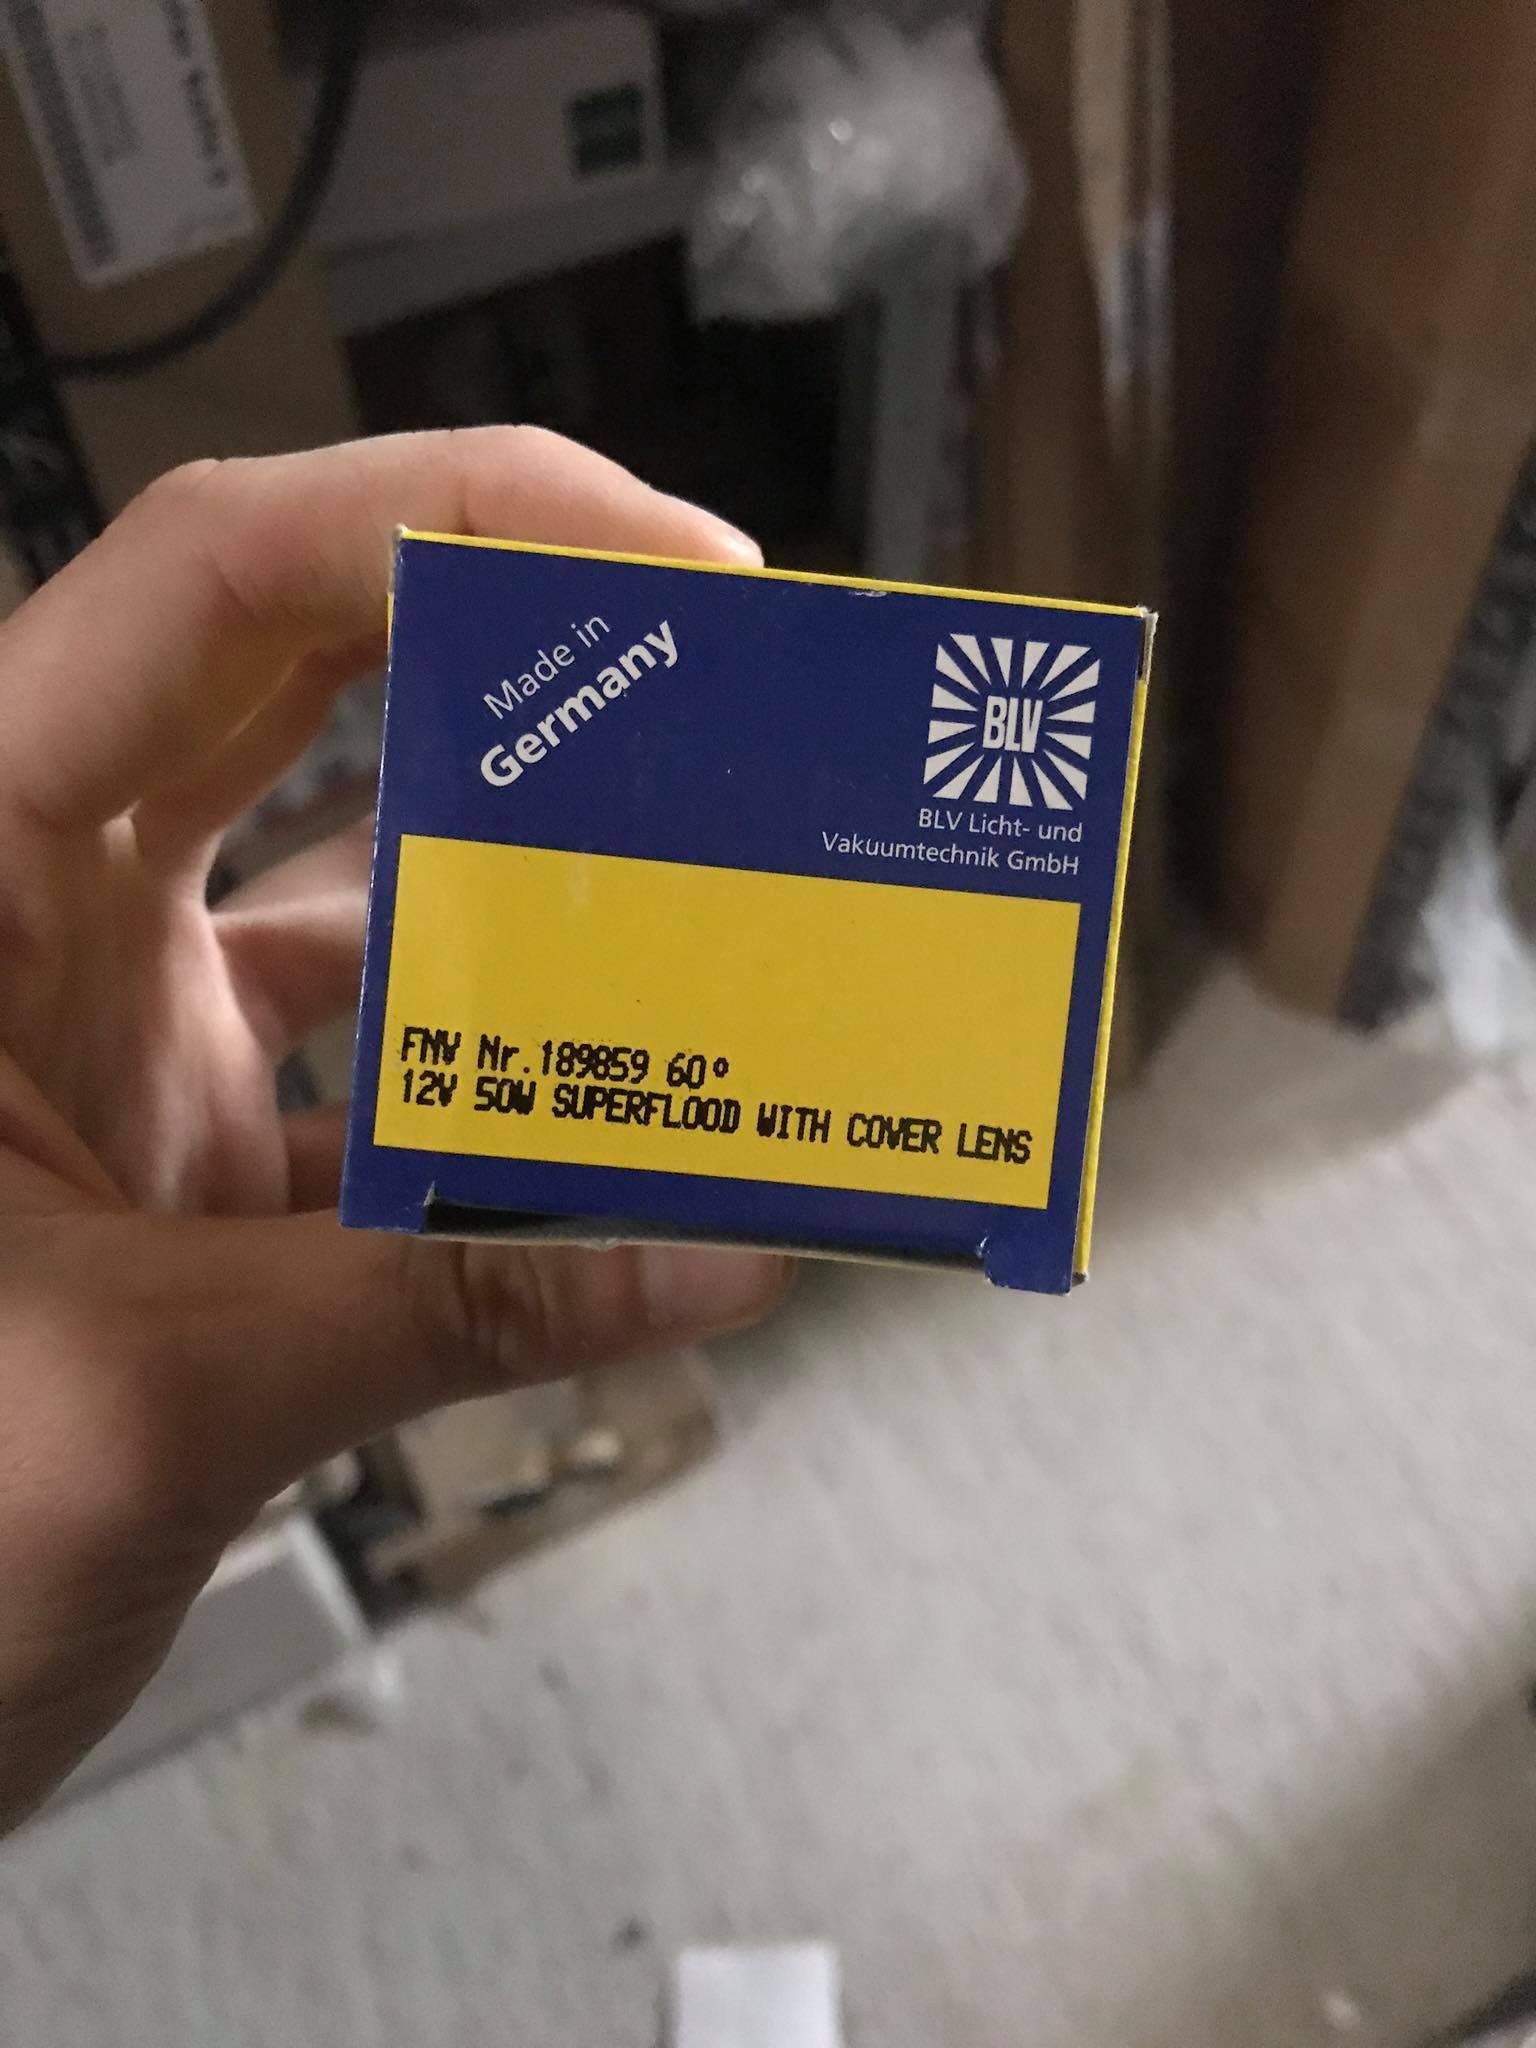 Made in
Germany
BLV
BLV Licht- und
Vakuumtechnik GmbH
FNV Nr.189859 60°
12V 50W SUPERFLOOD WITH COVER LENS